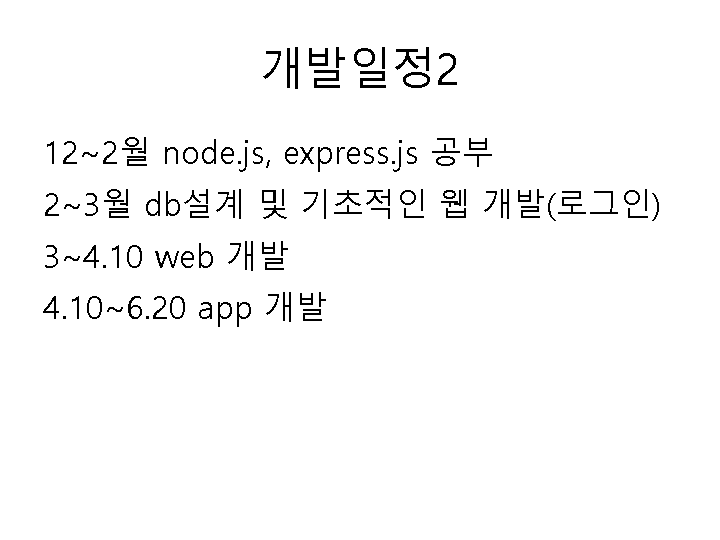 개발일정2
12~2월 node.js, express.js 공부
2~3월 db설계 및 기초적인 웹 개발(로그인)
3~4.10 web 개발
4.10~6.20 app 개발